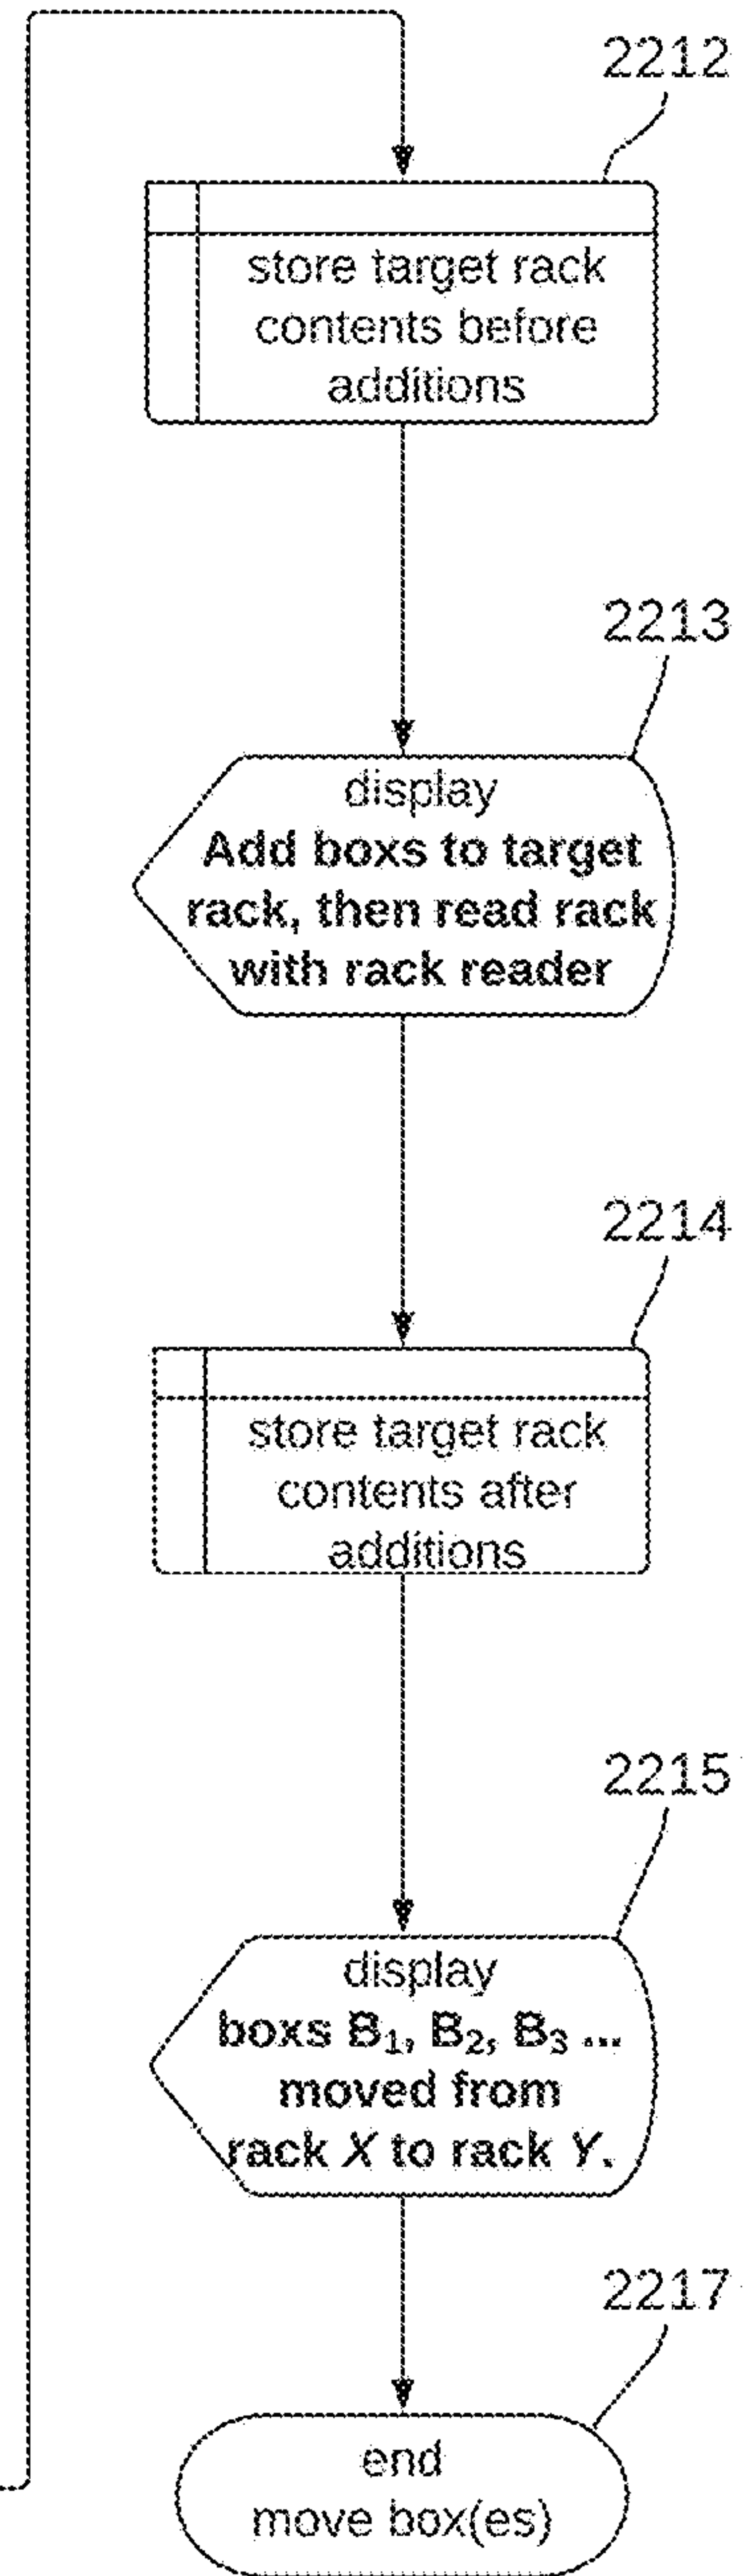 2212
store target rack
contents before
additions
2213
display
Add boxs to target
rack, then read rack
with rack reader
2214
store target rack
contents after
additions
2215
display
boxs B₁, B₂, B₃ ...
moved from
rack X to rack Y.
2217
end
move box(es)